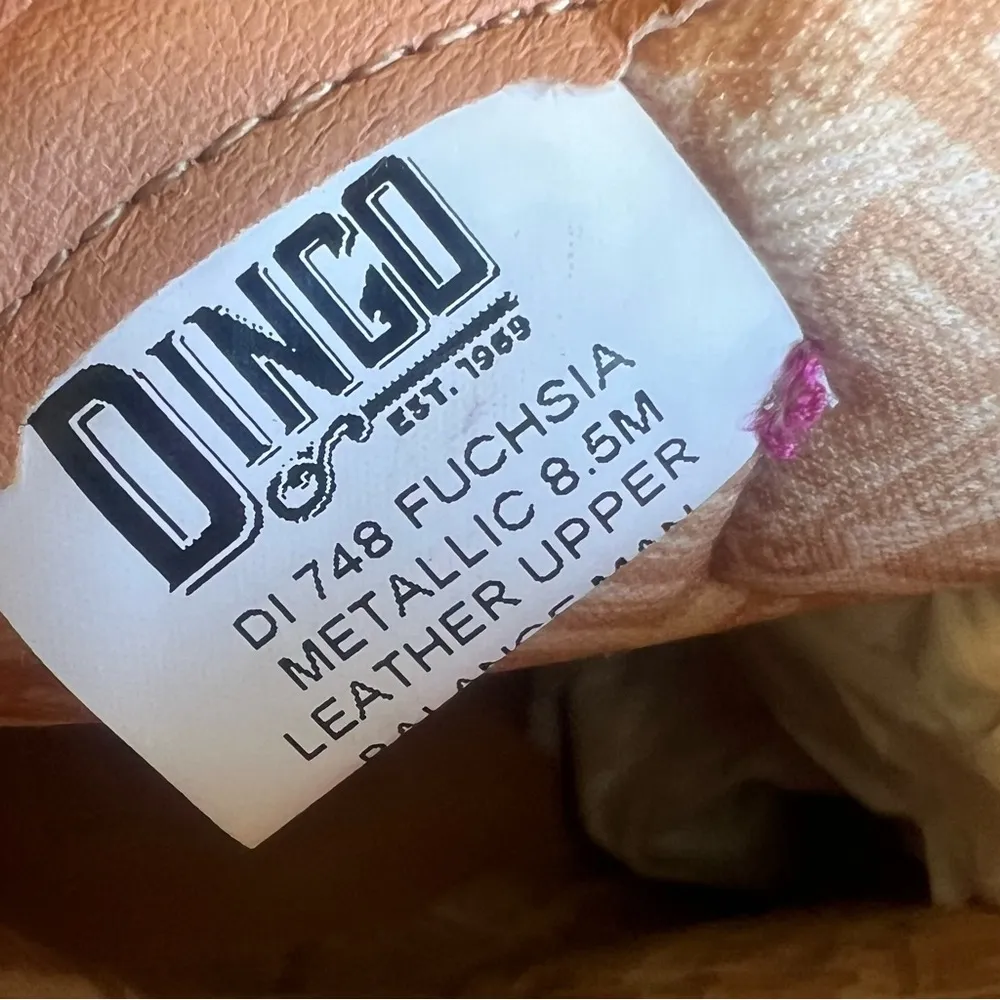 DINGO
EST. 1969
DI 748 FUCHSIA
METALLIC 8.5M
LEATHER UPPER